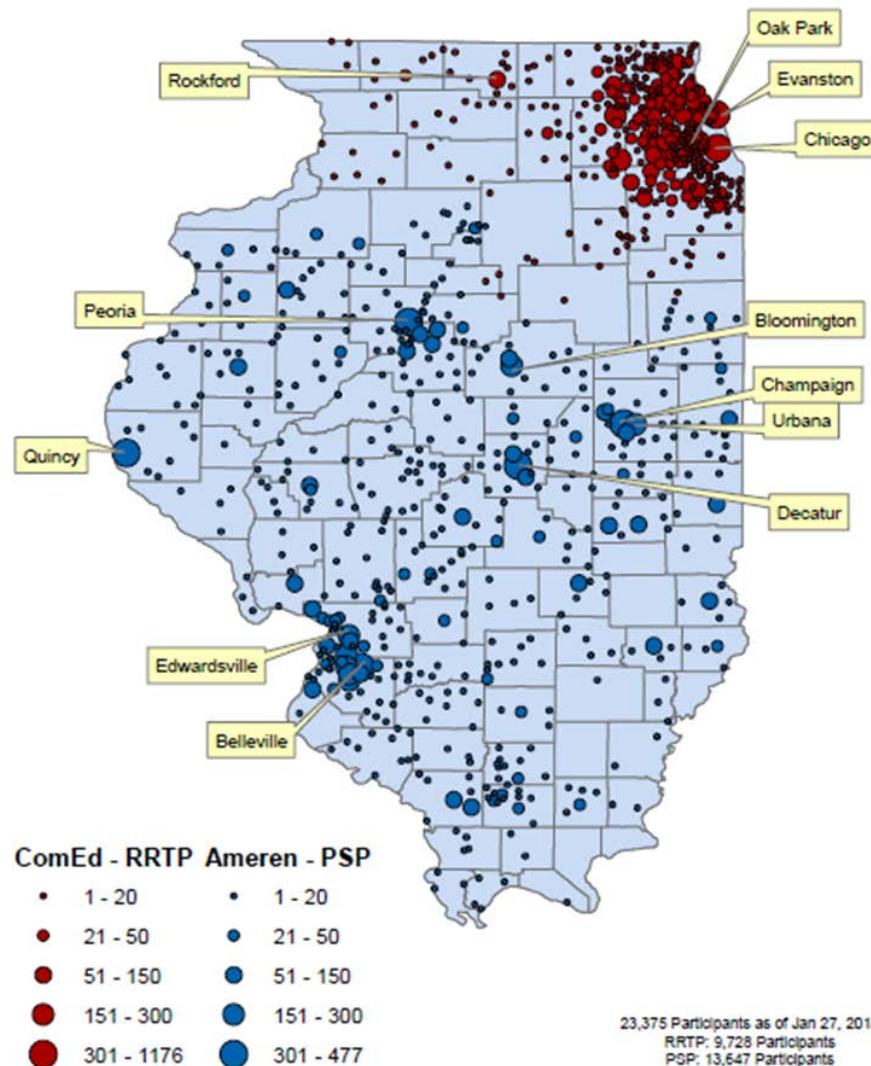 Oak Park
Rockford
Evanston
Chicago
Peoria
Bloomington
Champaign
Urbana
Quincy
Decatur
Edwardsville
Belleville
ComEd - RRTP Ameren - PSP
1 - 20 1 - 20
21 - 50 21 - 50
51 - 150 51 - 150
151 - 300 151 - 300
301 - 1176 301 - 477
23,375 Participants as of Jan 27, 201
RRTP: 9,728 Participants
PSP: 13,647 Participants